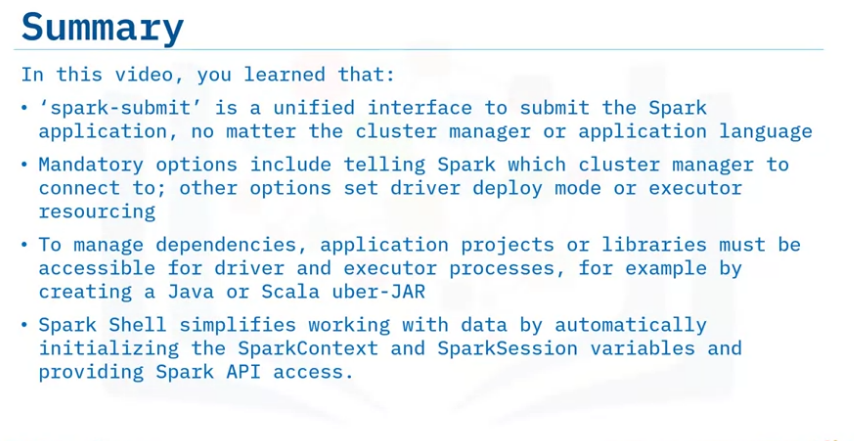 Summary
In this video, you learned that:
• ‘spark-submit’ is a unified interface to submit the Spark
application, no matter the cluster manager or application language
• Mandatory options include telling Spark which cluster manager to
connect to; other options set driver deploy mode or executor
resourcing
• To manage dependencies, application projects or libraries must be
accessible for driver and executor processes, for example by
creating a Java or Scala uber-JAR
• Spark Shell simplifies working with data by automatically
initializing the SparkContext and SparkSession variables and
providing Spark API access.